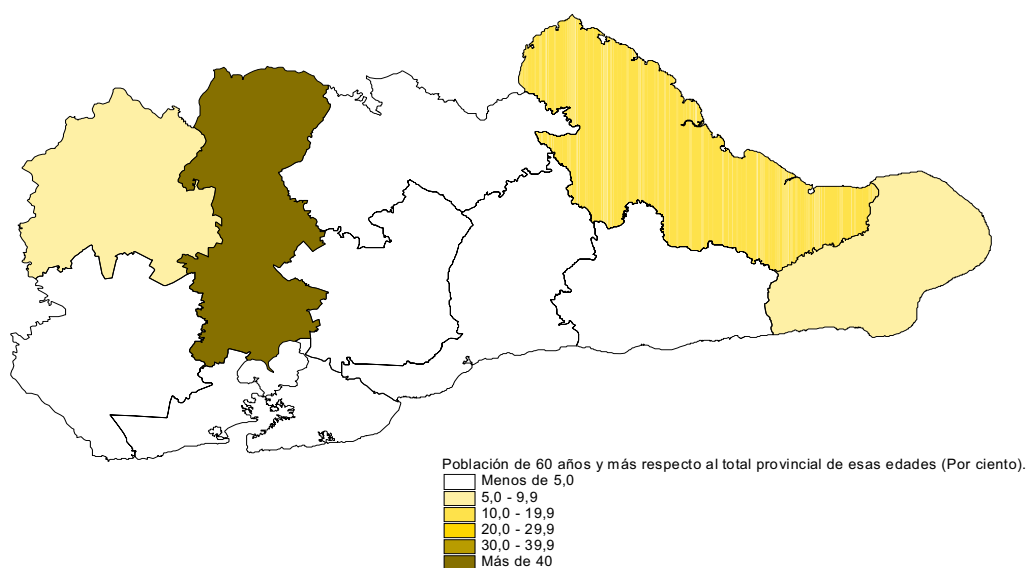 Población de 60 años y más respecto al total provincial de esas edades (Por ciento).
Menos de 5,0
5,0 - 9,9
10,0 - 19,9
20,0 - 29,9
30,0 - 39,9
Más de 40